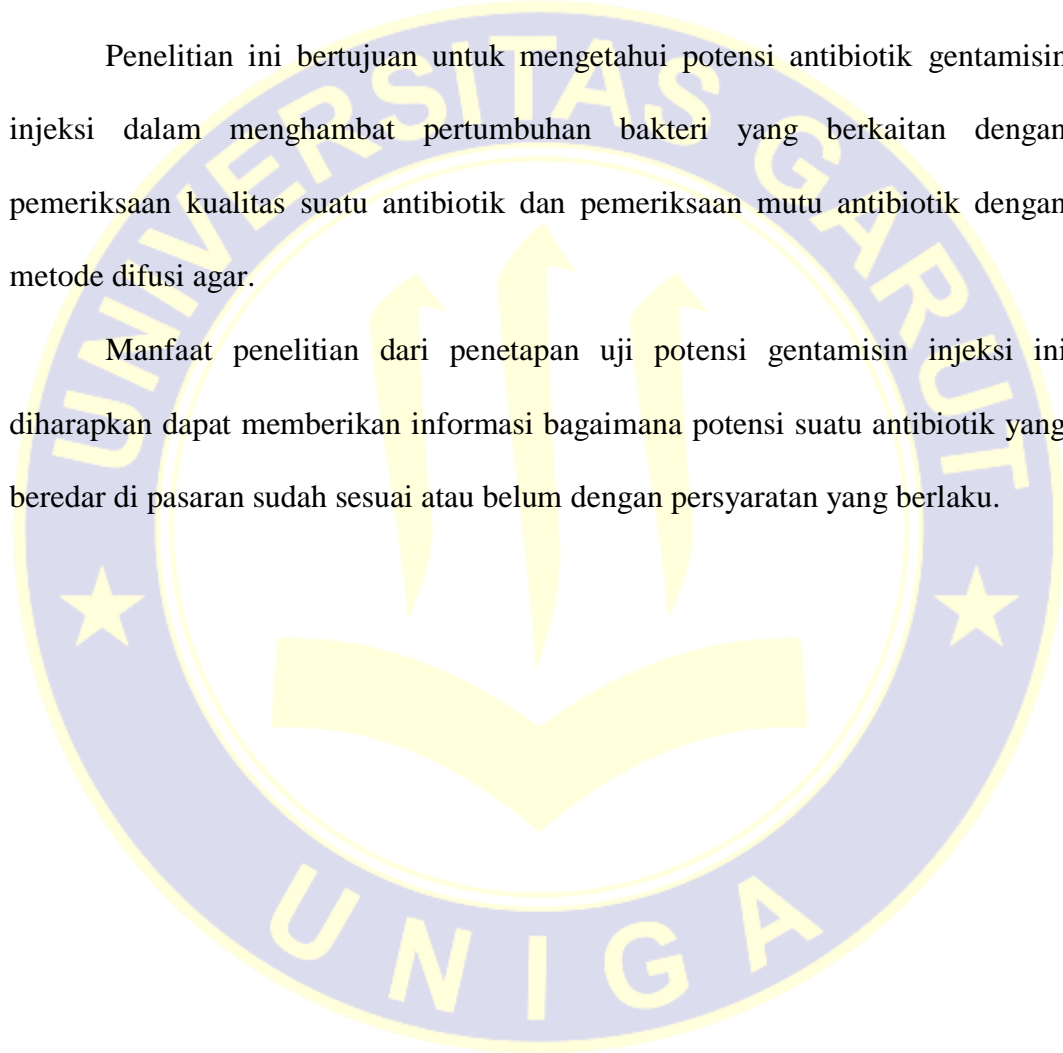 Penelitian ini bertujuan untuk mengetahui potensi antibiotik gentamisin
injeksi dalam menghambat pertumbuhan bakteri yang berkaitan dengan
pemeriksaan kualitas suatu antibiotik dan pemeriksaan mutu antibiotik dengan
metode difusi agar.
Manfaat penelitian dari penetapan uji potensi gentamisin injeksi ini
diharapkan dapat memberikan informasi bagaimana potensi suatu antibiotik yang
beredar di pasaran sudah sesuai atau belum dengan persyaratan yang berlaku.
UNIVERSITAS GARUT
UNIGA